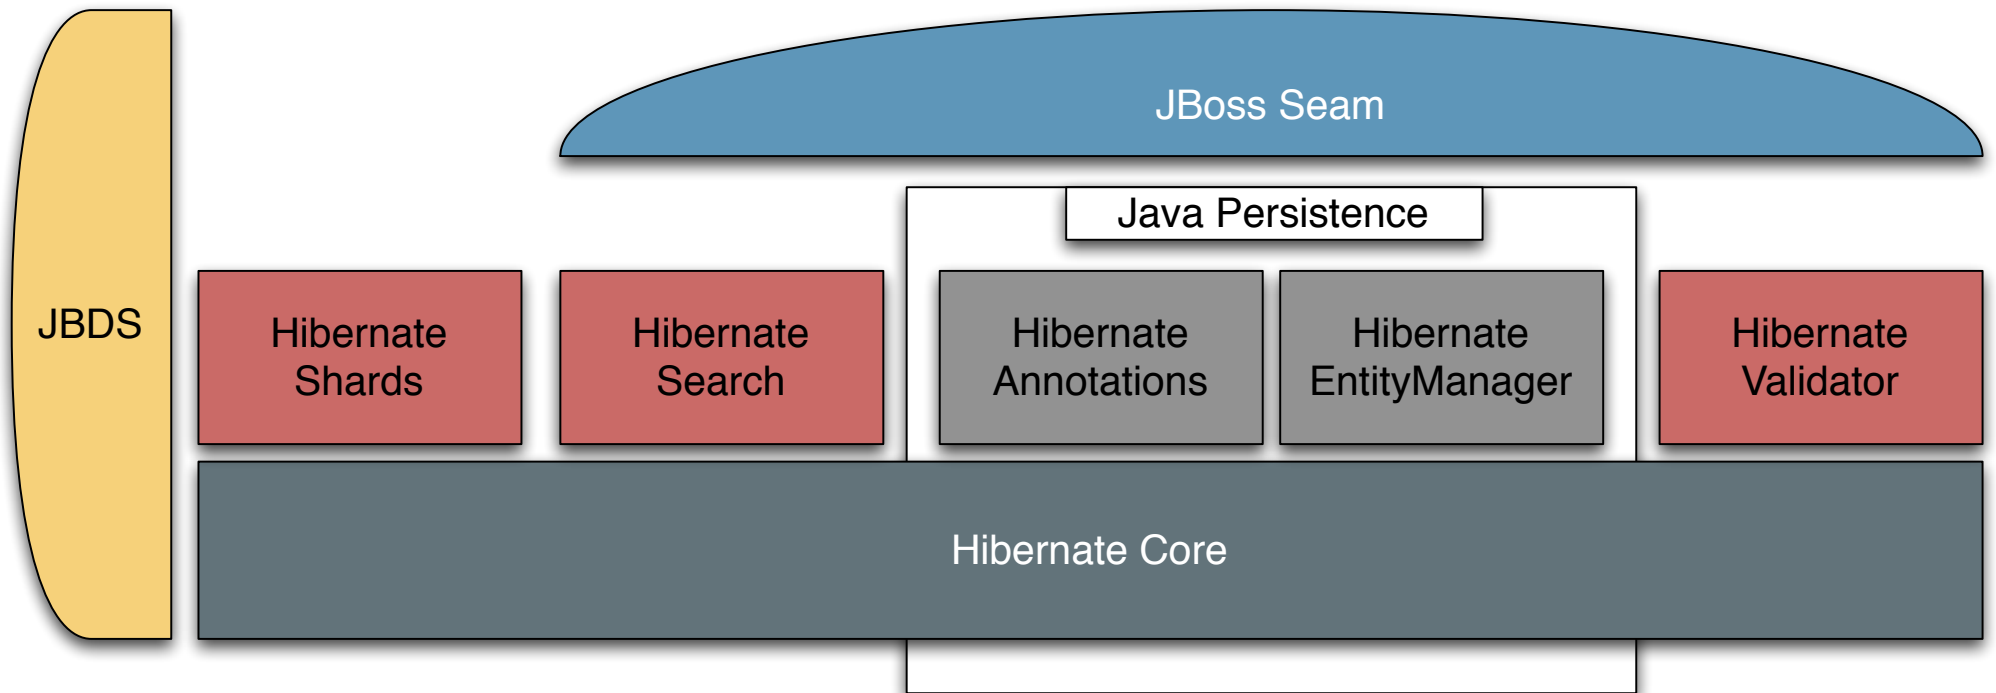 JBoss Seam
Java Persistence
JBDS
Hibernate
Shards
Hibernate
Search
Hibernate
Annotations
Hibernate
EntityManager
Hibernate
Validator
Hibernate Core